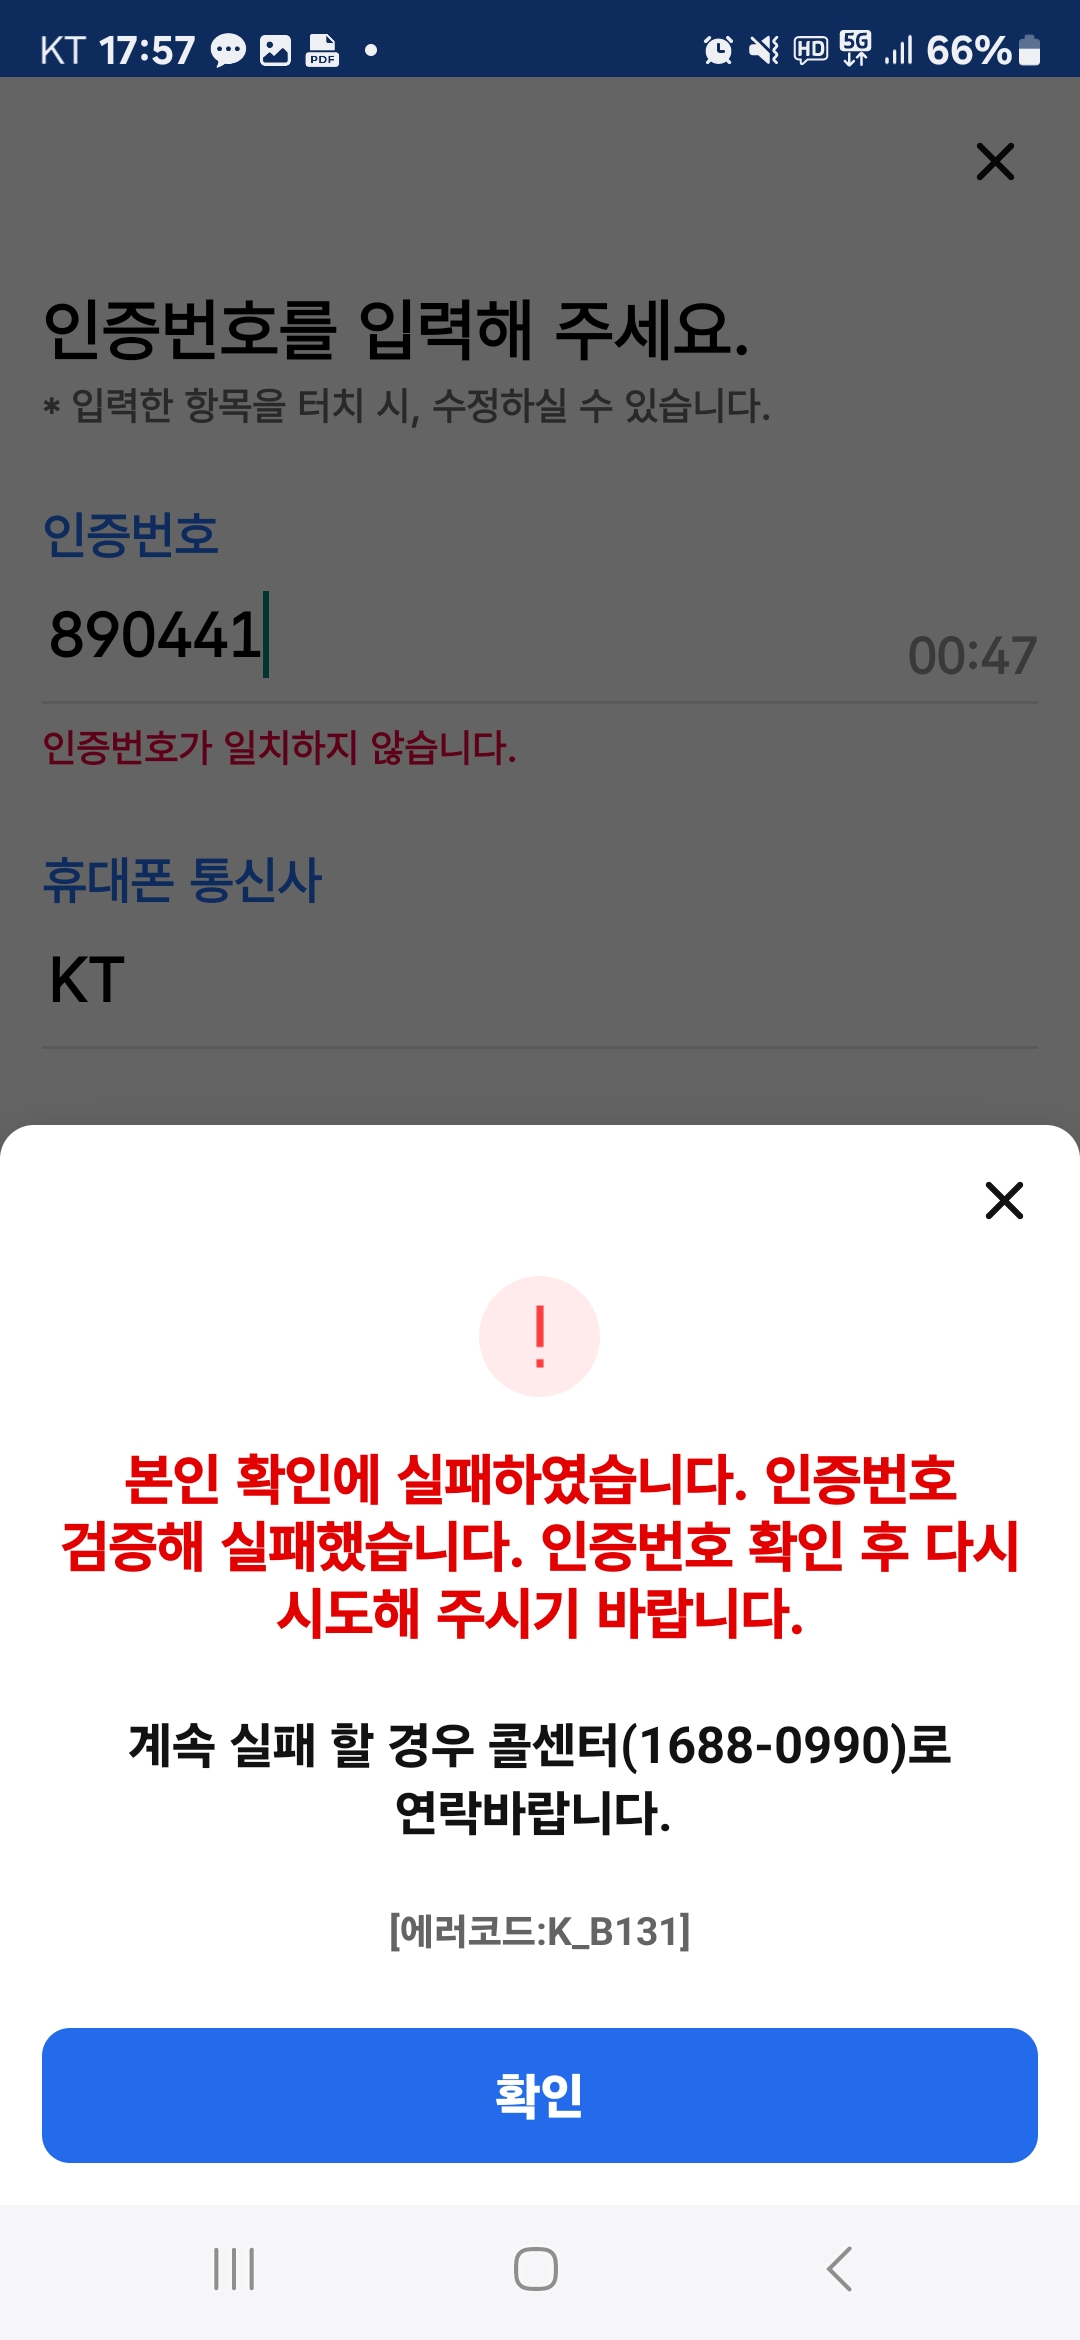 KT 17:57 PDF HD 5G 66%
인증번호를 입력해 주세요.
* 입력한 항목을 터치 시, 수정하실 수 있습니다.
인증번호
890441
00:47
인증번호가 일치하지 않습니다.
휴대폰 통신사
KT
본인 확인에 실패하였습니다. 인증번호
검증해 실패했습니다. 인증번호 확인 후 다시
시도해 주시기 바랍니다.
계속 실패 할 경우 콜센터(1688-0990)로
연락바랍니다.
[에러코드:K_B131]
확인